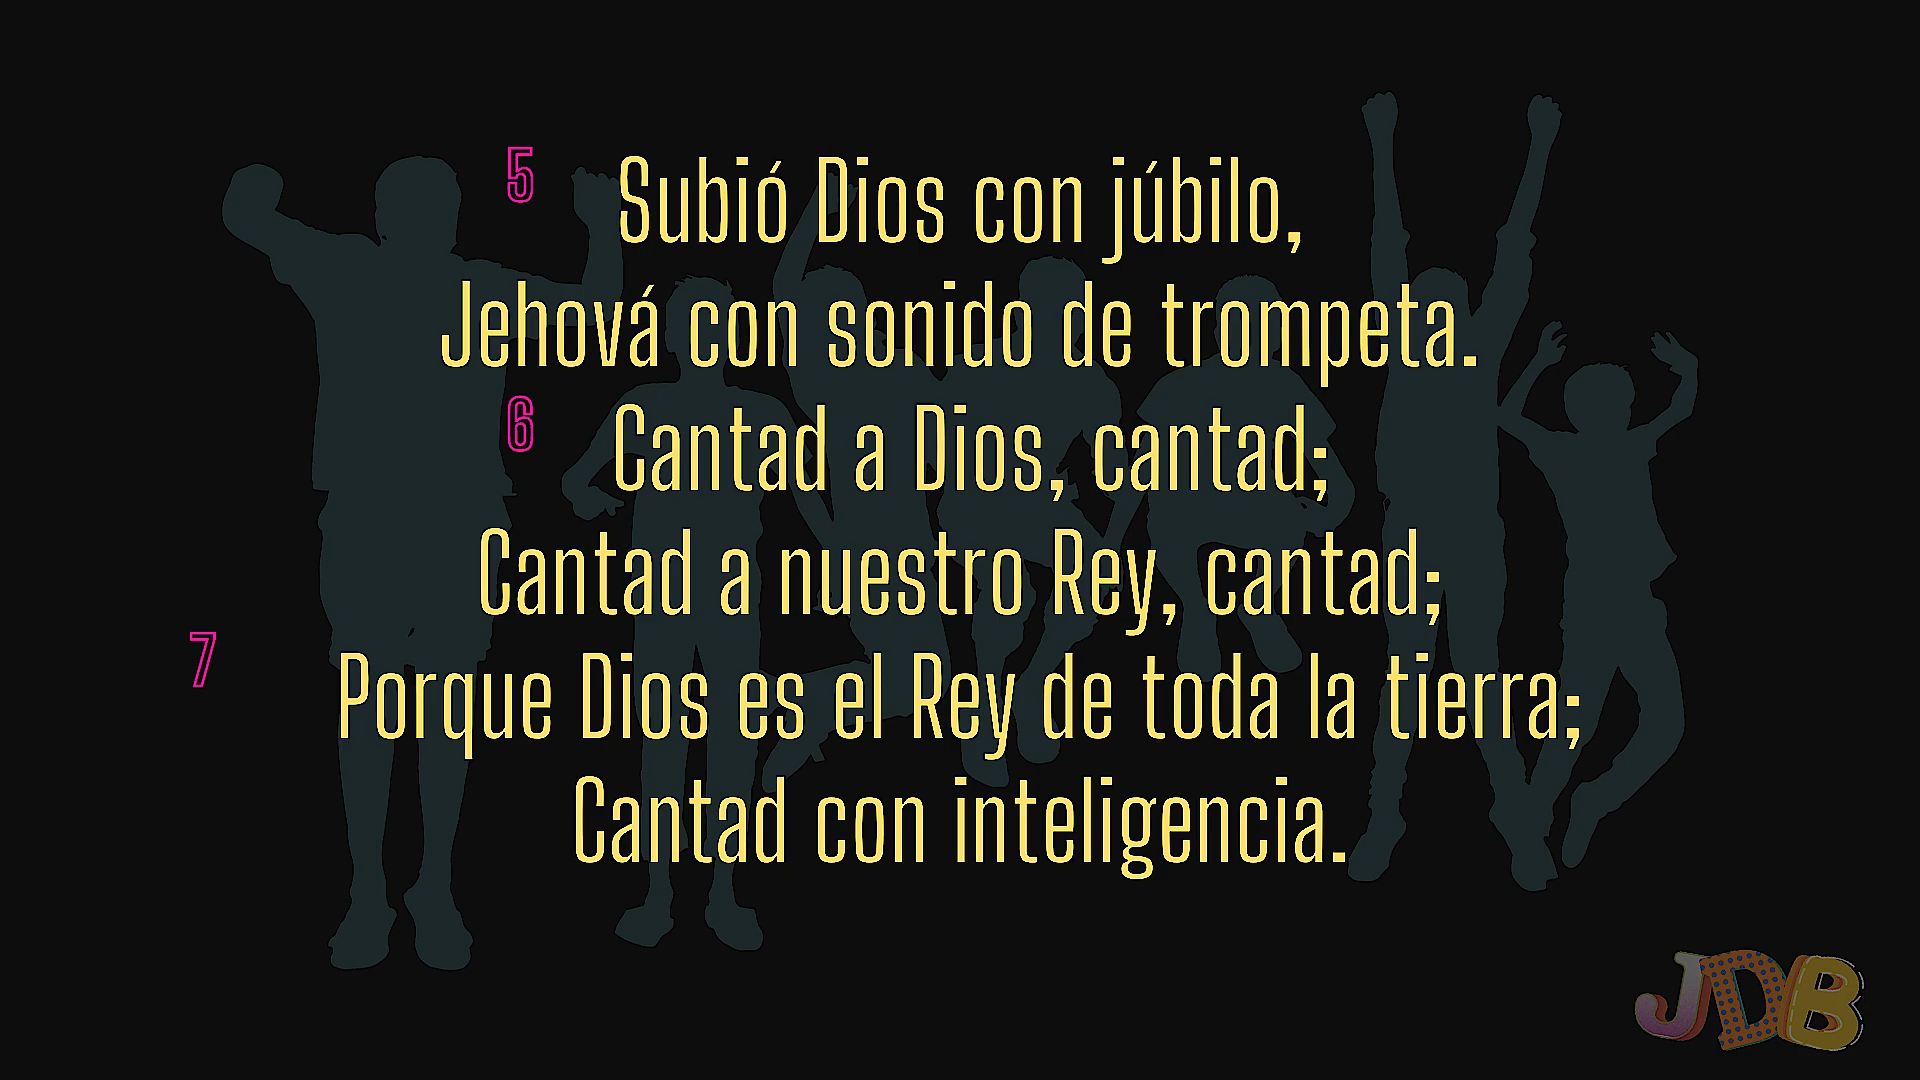 5 Subió Dios con júbilo,
Jehová con sonido de trompeta.
6 Cantad a Dios, cantad;
Cantad a nuestro Rey, cantad;
7 Porque Dios es el Rey de toda la tierra;
Cantad con inteligencia.
JDB